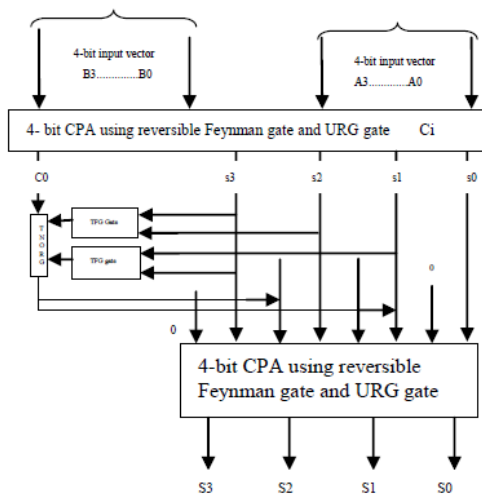 4-bit input vector
B3..............B0
4-bit input vector
A3..............A0
4- bit CPA using reversible Feynman gate and URG gate Ci
C0 s3 s2 s1 s0
TNORG
TFG Gate
TFG gate
0
0
4-bit CPA using reversible
Feynman gate and URG gate
S3 S2 S1 S0